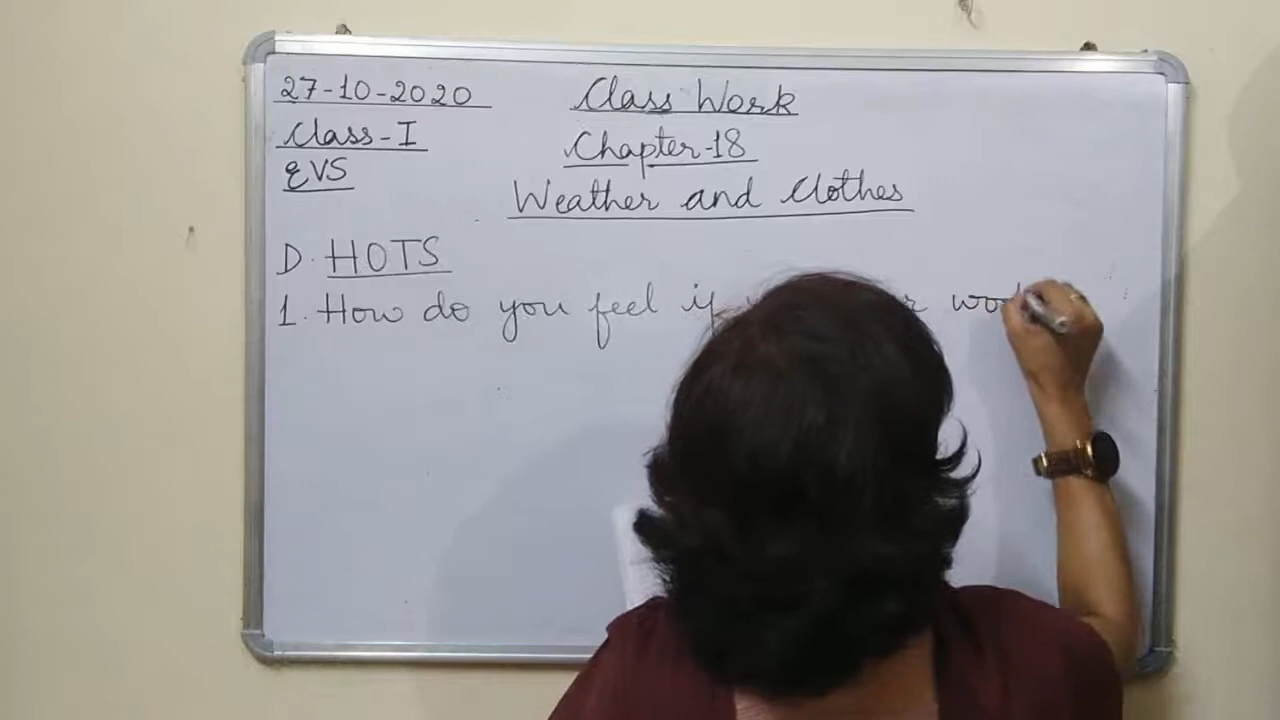 27-10-2020 Class Work
Class-I Chapter-18
EVS
Weather and Clothes
D. HOTS
1. How do you feel if